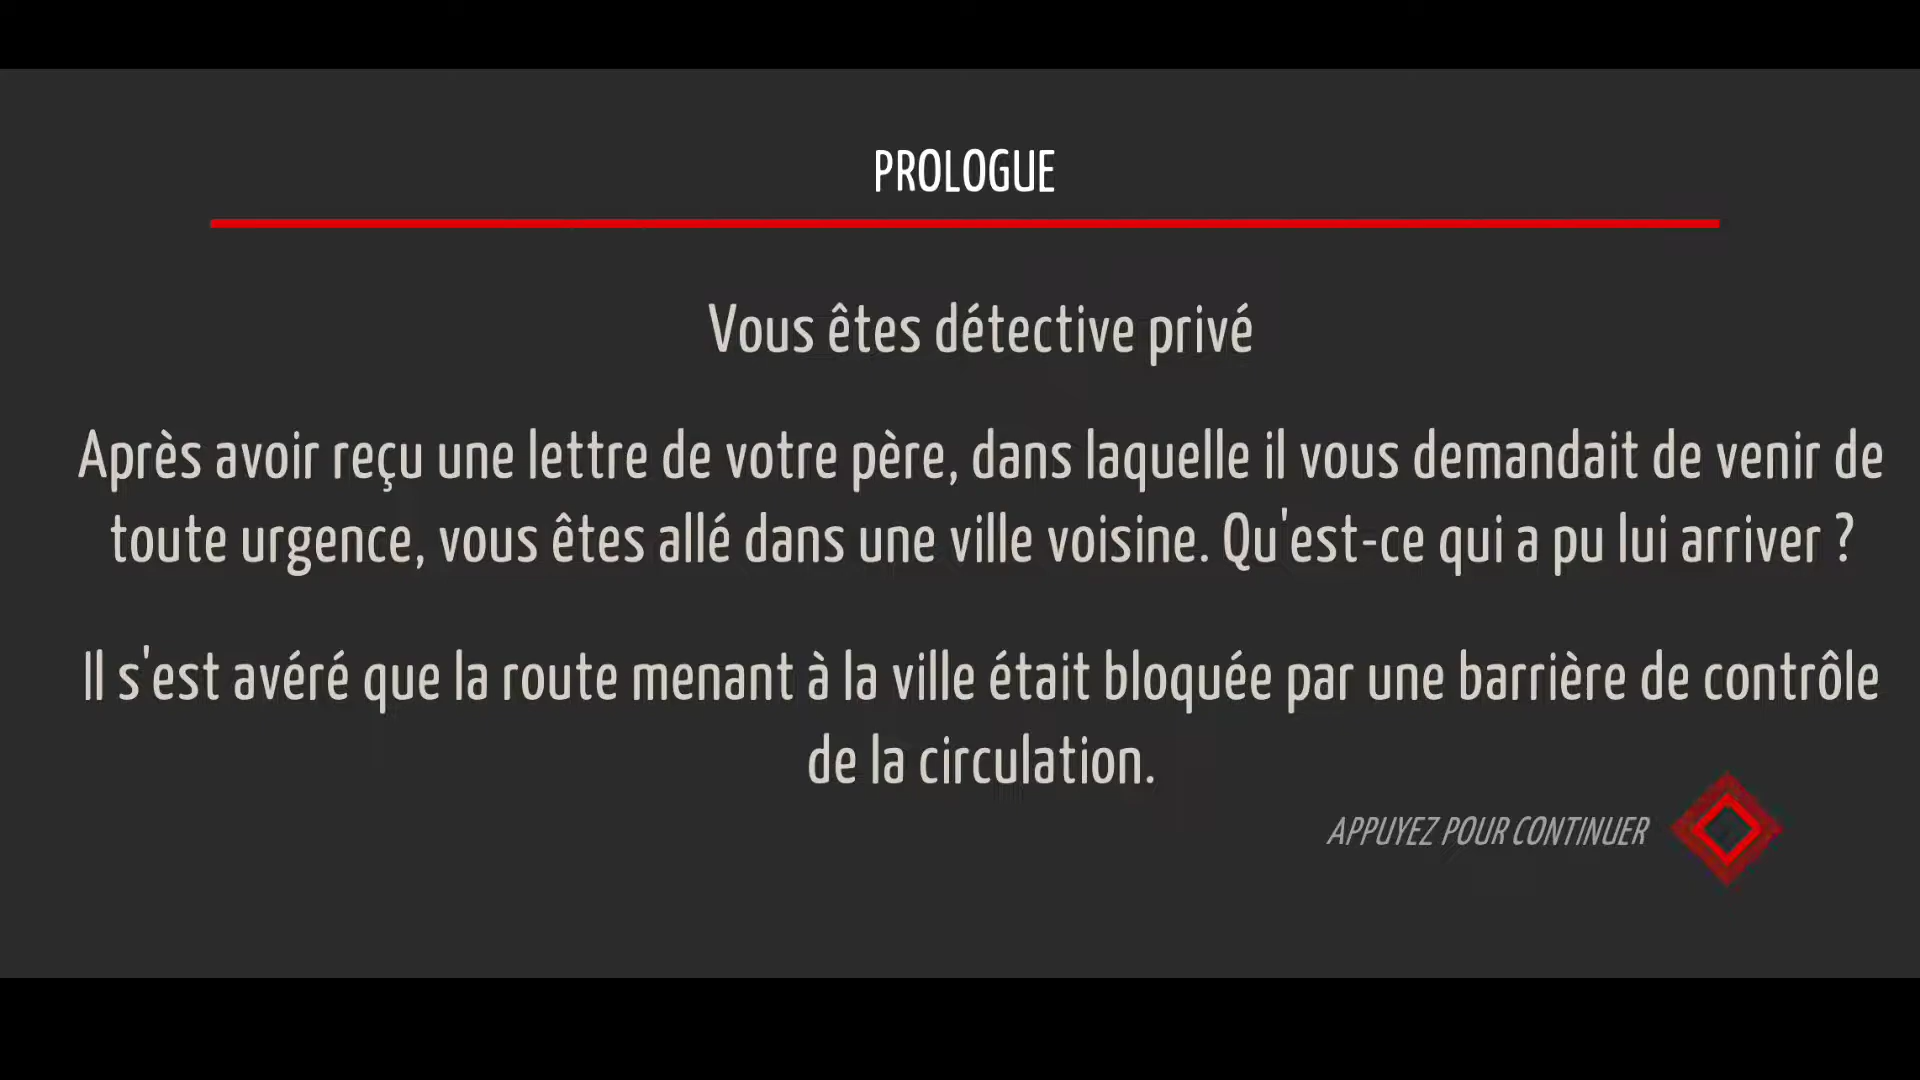 PROLOGUE
Vous êtes détective privé
Après avoir reçu une lettre de votre père, dans laquelle il vous demandait de venir de
toute urgence, vous êtes allé dans une ville voisine. Qu'est-ce qui a pu lui arriver ?
Il s'est avéré que la route menant à la ville était bloquée par une barrière de contrôle
de la circulation.
APPUYEZ POUR CONTINUER